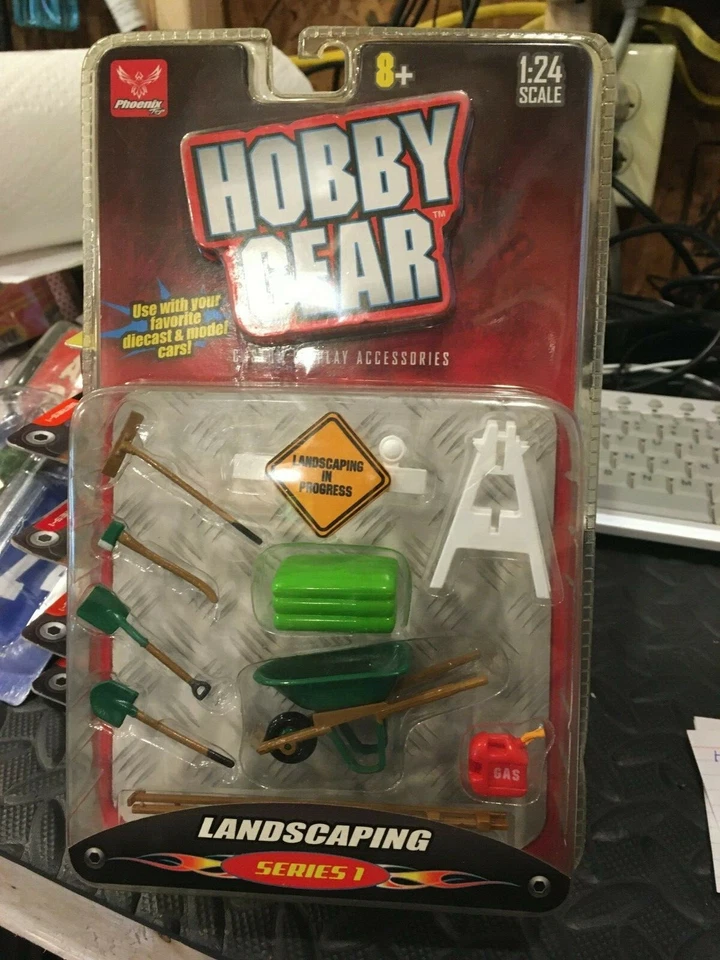 Phoenix
8+
1:24
SCALE
HOBBY
GEAR
TM
Use with your
favorite
diecast & model
cars!
DISPLAY ACCESSORIES
LANDSCAPING
IN
PROGRESS
GAS
LANDSCAPING
SERIES 1